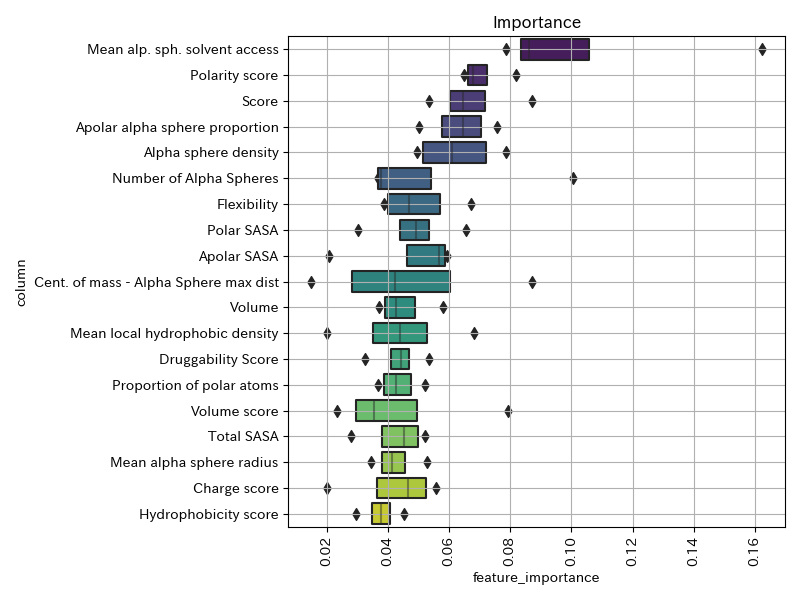 Importance
Mean alp. sph. solvent access
Polarity score
Score
Apolar alpha sphere proportion
Alpha sphere density
Number of Alpha Spheres
Flexibility
Polar SASA
Apolar SASA
Cent. of mass - Alpha Sphere max dist
Volume
Mean local hydrophobic density
Druggability Score
Proportion of polar atoms
Volume score
Total SASA
Mean alpha sphere radius
Charge score
Hydrophobicity score
column
0.02 0.04 0.06 0.08 0.10 0.12 0.14 0.16
feature_importance